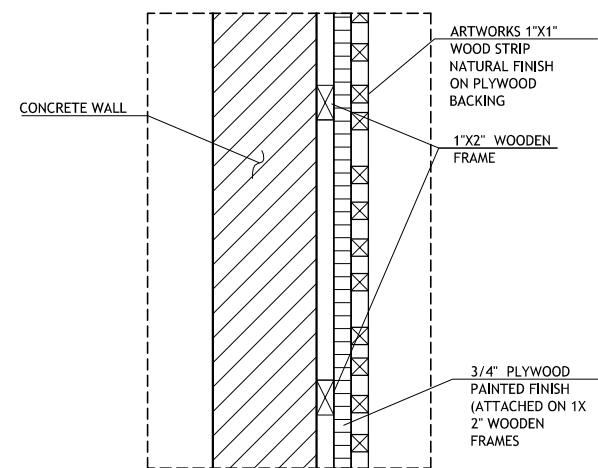 ARTWORKS 1"X1"
WOOD STRIP
NATURAL FINISH
ON PLYWOOD
BACKING
CONCRETE WALL
1"X2" WOODEN
FRAME
3/4" PLYWOOD
PAINTED FINISH
(ATTACHED ON 1X
2" WOODEN
FRAMES